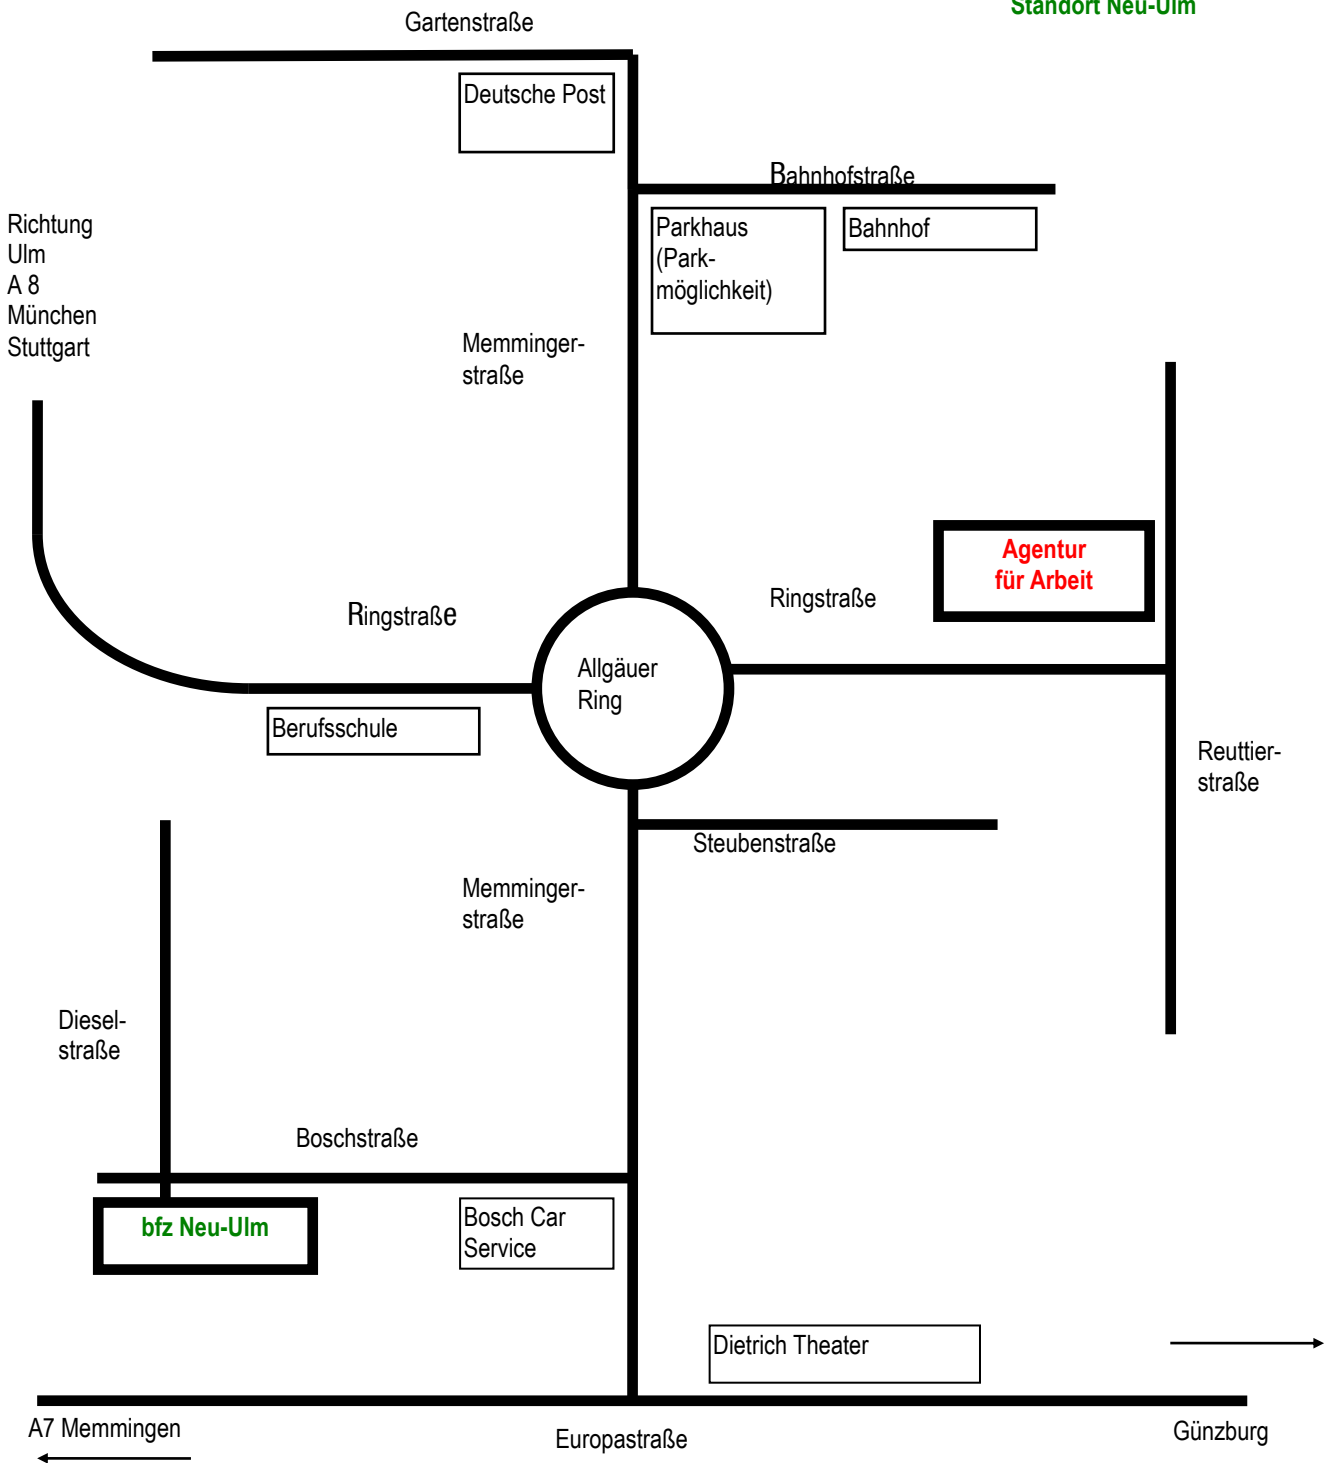 Standort Neu-Ulm
Gartenstraße
Deutsche Post
Bahnhofstraße
Richtung
Ulm
A 8
München
Stuttgart
Parkhaus
(Park-
möglichkeit)
Bahnhof
Memminger-
straße
Agentur
für Arbeit
Ringstraße
Ringstraße
Allgäuer
Ring
Berufsschule
Reuttier-
straße
Steubenstraße
Memminger-
straße
Diesel-
straße
Boschstraße
bfz Neu-Ulm
Bosch Car
Service
Dietrich Theater
A7 Memmingen
Europastraße
Günzburg